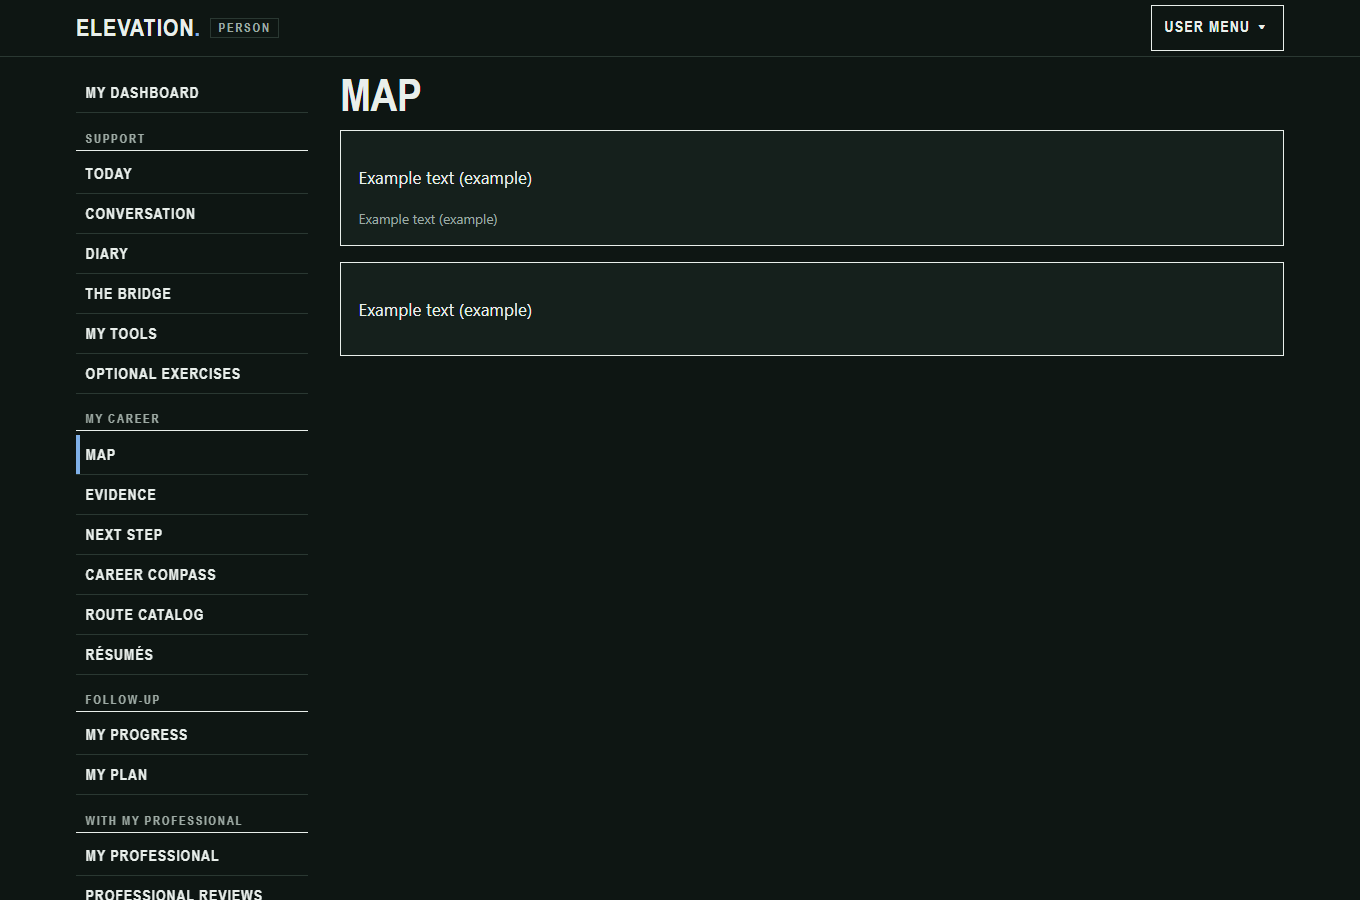 ELEVATION. PERSON
USER MENU
MY DASHBOARD
SUPPORT
TODAY
CONVERSATION
DIARY
THE BRIDGE
MY TOOLS
OPTIONAL EXERCISES
MY CAREER
MAP
EVIDENCE
NEXT STEP
CAREER COMPASS
ROUTE CATALOG
RÉSUMÉS
FOLLOW-UP
MY PROGRESS
MY PLAN
WITH MY PROFESSIONAL
MY PROFESSIONAL
PROFESSIONAL REVIEWS
MAP
Example text (example)
Example text (example)
Example text (example)